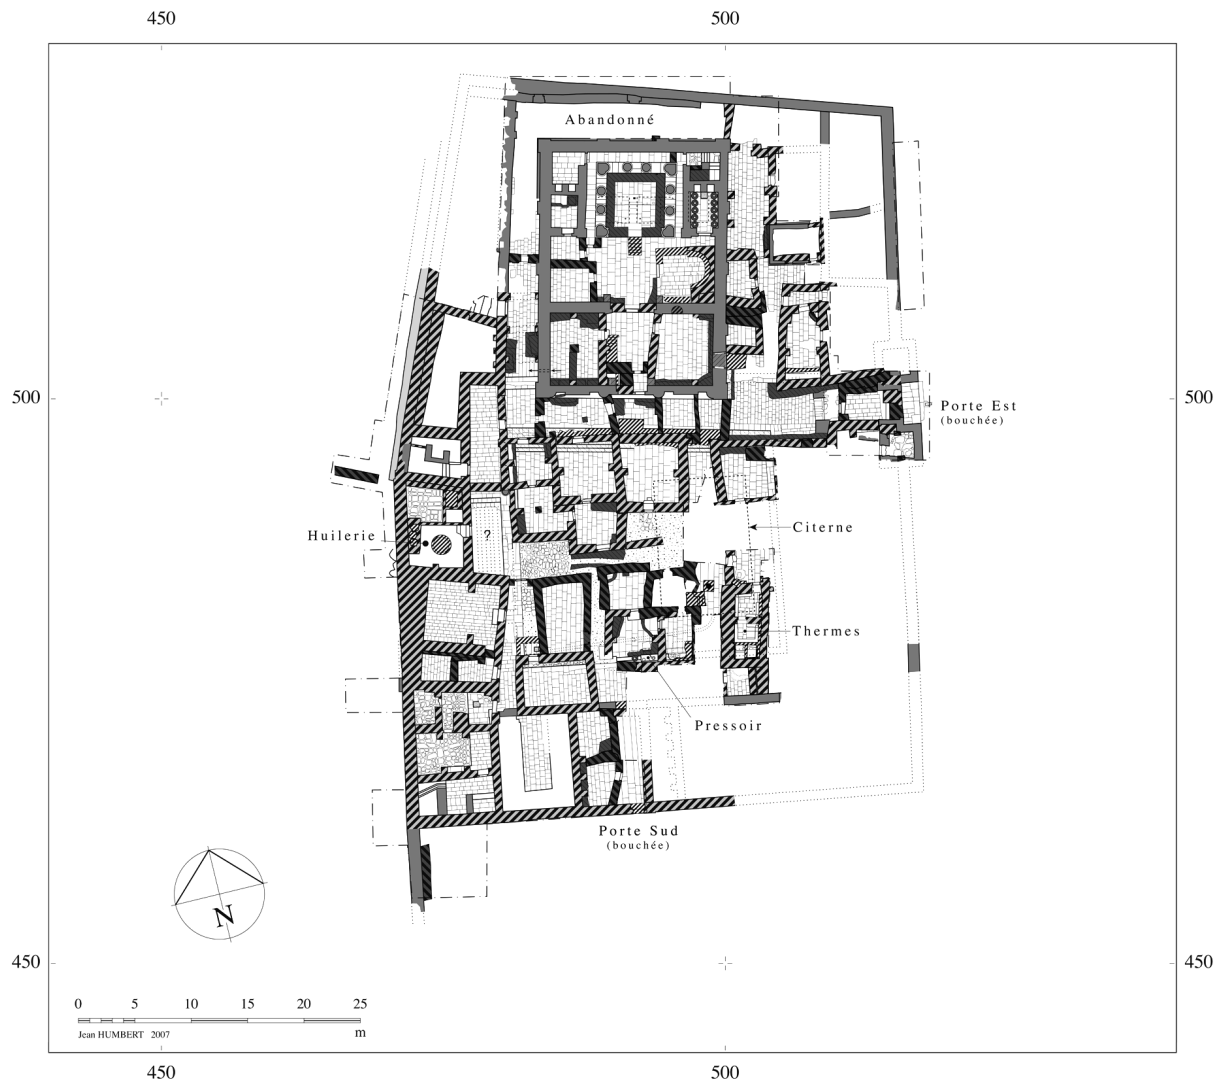 450 500
Abandonné
500 500
Porte Est
(bouchée)
Citerne
Huilerie
?
Thermes
Pressoir
Porte Sud
(bouchée)
N
450 450
0 5 10 15 20 25
Jean HUMBERT 2007 m
450 500